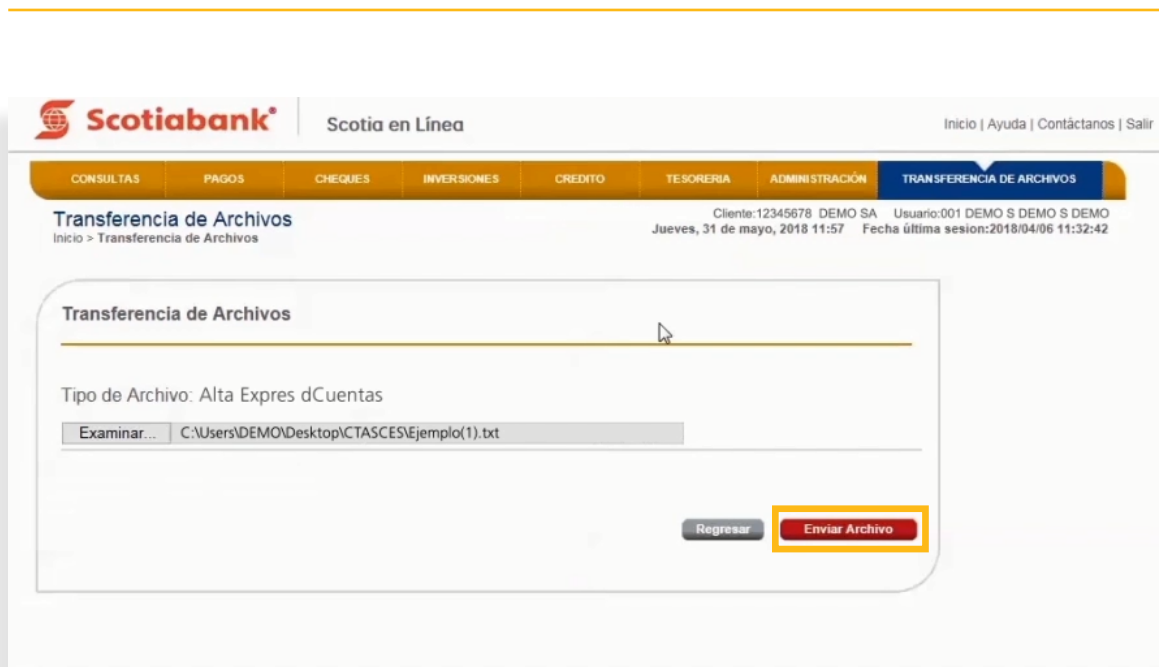 Scotiabank®
Scotia en Línea
Inicio | Ayuda | Contáctanos | Salir
CONSULTAS PAGOS CHEQUES INVERSIONES CREDITO TESORERIA ADMINISTRACIÓN TRANSFERENCIA DE ARCHIVOS
Transferencia de Archivos
Cliente:12345678 DEMO SA Usuario:001 DEMO S DEMO S DEMO
Inicio > Transferencia de Archivos
Jueves, 31 de mayo, 2018 11:57 Fecha última sesion:2018/04/06 11:32:42
Transferencia de Archivos
Tipo de Archivo: Alta Expres dCuentas
Examinar... C:\Users\DEMO\Desktop\CTASCES\Ejemplo(1).txt
Regresar Enviar Archivo